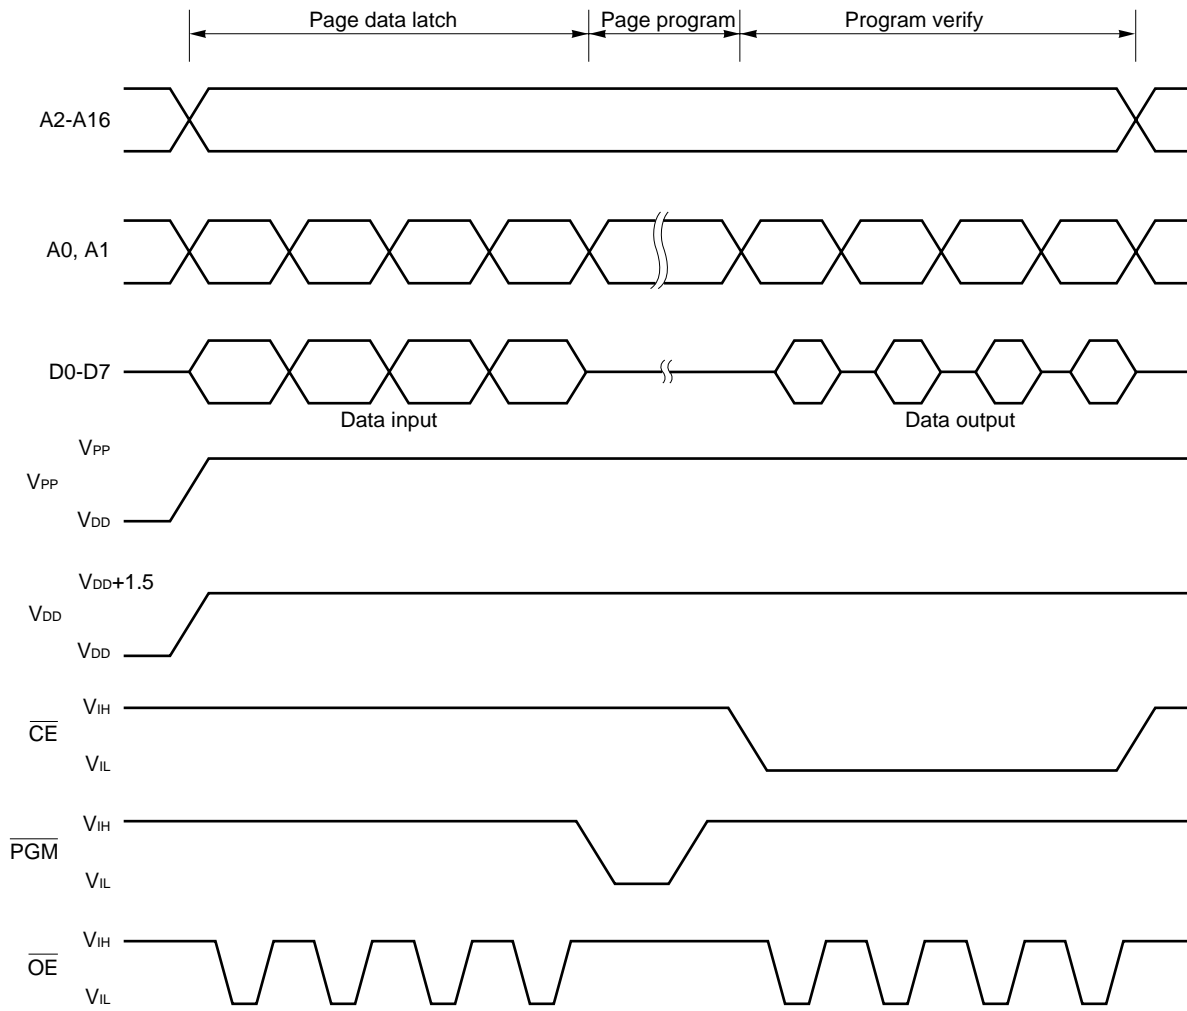 Page data latch Page program Program verify
A2-A16
A0, A1
D0-D7
Data input Data output
VPP
VPP
VDD
VDD+1.5
VDD
VDD
VIH
CE
VIL
VIH
PGM
VIL
VIH
OE
VIL